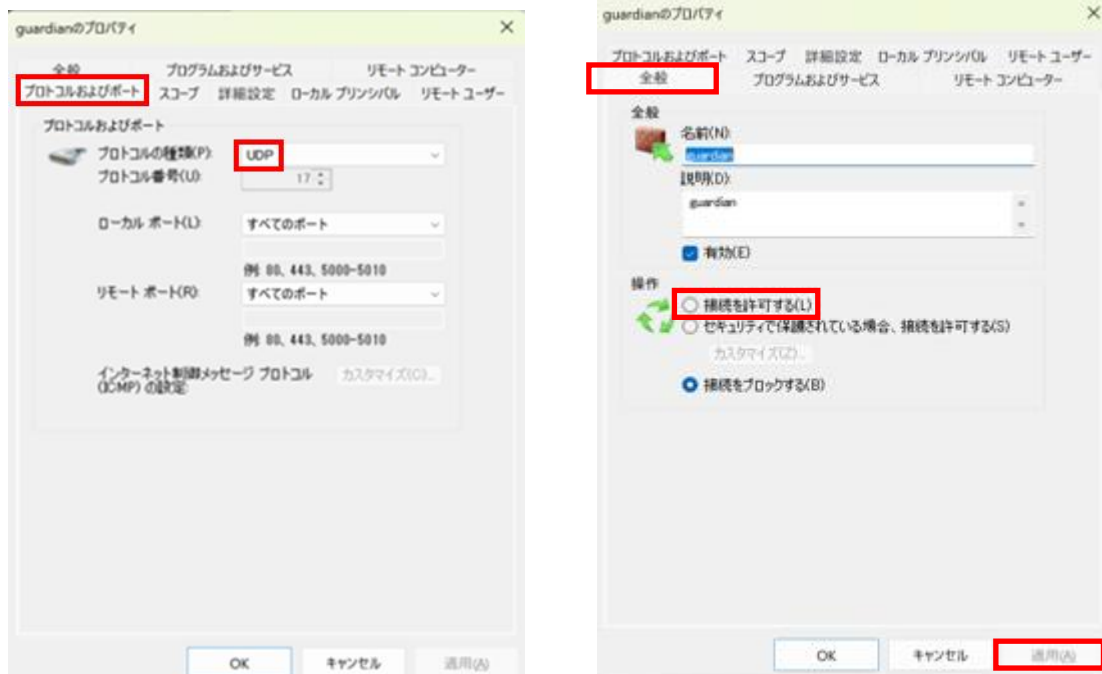 guardianのプロパティ
全般 プログラムおよびサービス リモート コンピューター
プロトコルおよびポート スコープ 詳細設定 ローカル プリンシパル リモート ユーザー
プロトコルおよびポート
プロトコルの種類(P): UDP
プロトコル番号(U): 17
ローカル ポート(L): すべてのポート
例: 80、443、5000-5010
リモート ポート(R): すべてのポート
例: 80、443、5000-5010
インターネット制御メッセージ プロトコル
(ICMP) の設定: カスタマイズ(C)...
OK キャンセル 適用(A)
guardianのプロパティ
プロトコルおよびポート スコープ 詳細設定 ローカル プリンシパル リモート ユーザー
全般 プログラムおよびサービス リモート コンピューター
全般
名前(N):
guardian
説明(D):
guardian
有効(E)
操作
接続を許可する(L)
セキュリティで保護されている場合、接続を許可する(S)
カスタマイズ(Z)...
接続をブロックする(B)
OK キャンセル 適用(A)